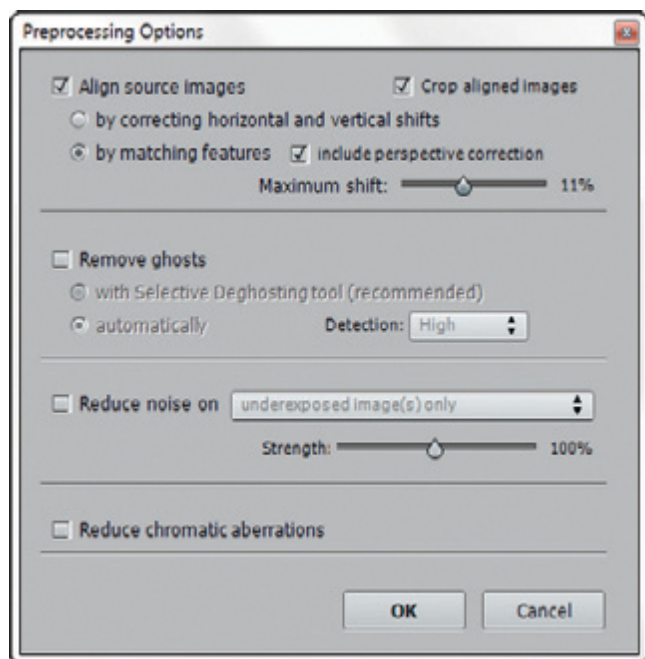 Preprocessing Options
Align source images Crop aligned images
by correcting horizontal and vertical shifts
by matching features include perspective correction
Maximum shift: 11%
Remove ghosts
with Selective Deghosting tool (recommended)
automatically Detection: High
Reduce noise on underexposed image(s) only
Strength: 100%
Reduce chromatic aberrations
OK Cancel